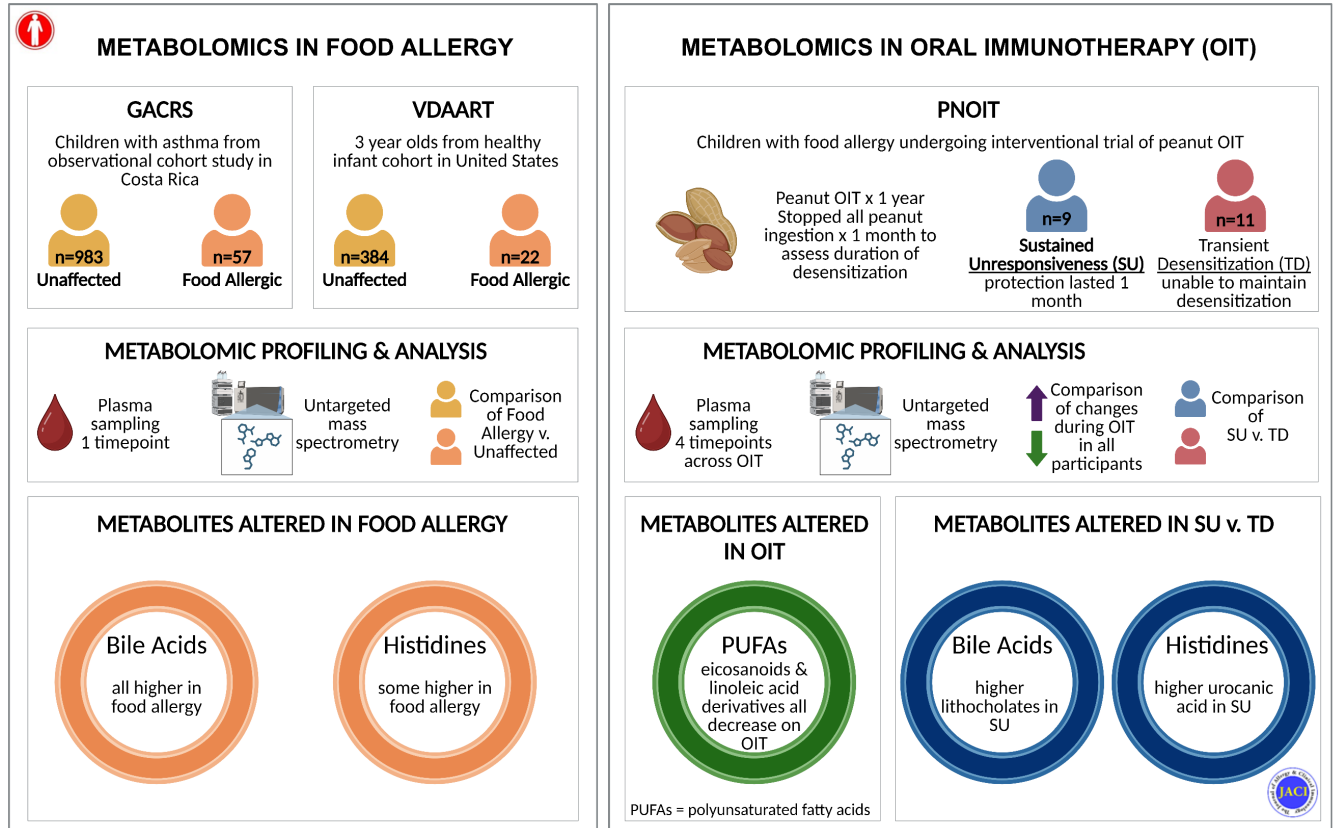 METABOLOMICS IN FOOD ALLERGY
GACRS
Children with asthma from
observational cohort study in
Costa Rica
n=983
Unaffected
n=57
Food Allergic
VDAART
3 year olds from healthy
infant cohort in United States
n=384
Unaffected
n=22
Food Allergic
METABOLOMIC PROFILING & ANALYSIS
Plasma
sampling
1 timepoint
Untargeted
mass
spectrometry
Comparison
of Food
Allergy v.
Unaffected
METABOLITES ALTERED IN FOOD ALLERGY
Bile Acids
all higher in
food allergy
Histidines
some higher in
food allergy
METABOLOMICS IN ORAL IMMUNOTHERAPY (OIT)
PNOIT
Children with food allergy undergoing interventional trial of peanut OIT
Peanut OIT x 1 year
Stopped all peanut
ingestion x 1 month to
assess duration of
desensitization
n=9
Sustained
Unresponsiveness (SU)
protection lasted 1
month
n=11
Transient
Desensitization (TD)
unable to maintain
desensitization
METABOLOMIC PROFILING & ANALYSIS
Plasma
sampling
4 timepoints
across OIT
Untargeted
mass
spectrometry
Comparison
of changes
during OIT
in all
participants
Comparison
of
SU v. TD
METABOLITES ALTERED
IN OIT
PUFAs
eicosanoids &
linoleic acid
derivatives all
decrease on
OIT
PUFAs = polyunsaturated fatty acids
METABOLITES ALTERED IN SU v. TD
Bile Acids
higher
lithocholates in
SU
Histidines
higher urocanic
acid in SU
The Journal of Allergy & Clinical Immunology
JACI